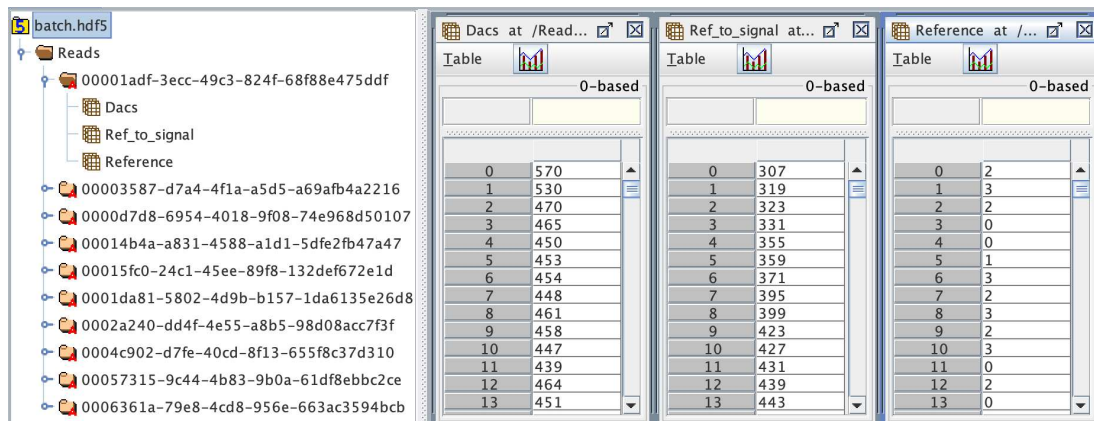 batch.hdf5
Reads
00001adf-3ecc-49c3-824f-68f88e475ddf
Dacs
Ref_to_signal
Reference
00003587-d7a4-4f1a-a5d5-a69afb4a2216
0000d7d8-6954-4018-9f08-74e968d50107
00014b4a-a831-4588-a1d1-5dfe2fb47a47
00015fc0-24c1-45ee-89f8-132def672e1d
0001da81-5802-4d9b-b157-1da6135e26d8
0002a240-dd4f-4e55-a8b5-98d08acc7f3f
0004c902-d7fe-40cd-8f13-655f8c37d310
00057315-9c44-4b83-9b0a-61df8ebbc2ce
0006361a-79e8-4cd8-956e-663ac3594bcb
Dacs at /Read...
Table
0-based
0 570
1 530
2 470
3 465
4 450
5 453
6 454
7 448
8 461
9 458
10 447
11 439
12 464
13 451
Ref_to_signal at...
Table
0-based
0 307
1 319
2 323
3 331
4 355
5 359
6 371
7 395
8 399
9 423
10 427
11 431
12 439
13 443
Reference at /...
Table
0-based
0 2
1 3
2 2
3 0
4 0
5 1
6 3
7 2
8 3
9 2
10 3
11 0
12 2
13 0